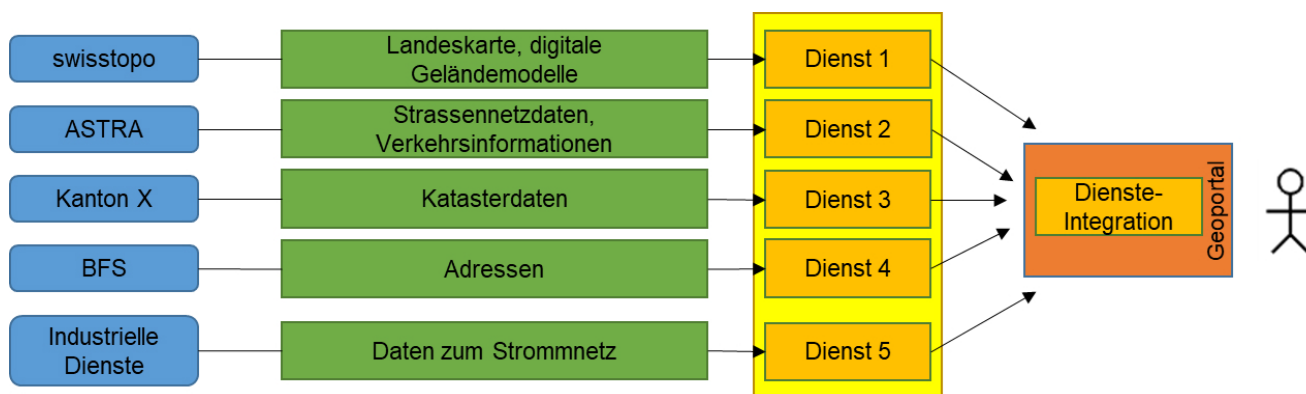 swisstopo
Landeskarte, digitale
Geländemodelle
Dienst 1
ASTRA
Strassennetzdaten,
Verkehrsinformationen
Dienst 2
Kanton X
Katasterdaten
Dienst 3
Dienste-
Integration
Geoportal
BFS
Adressen
Dienst 4
Industrielle
Dienste
Daten zum Strommnetz
Dienst 5